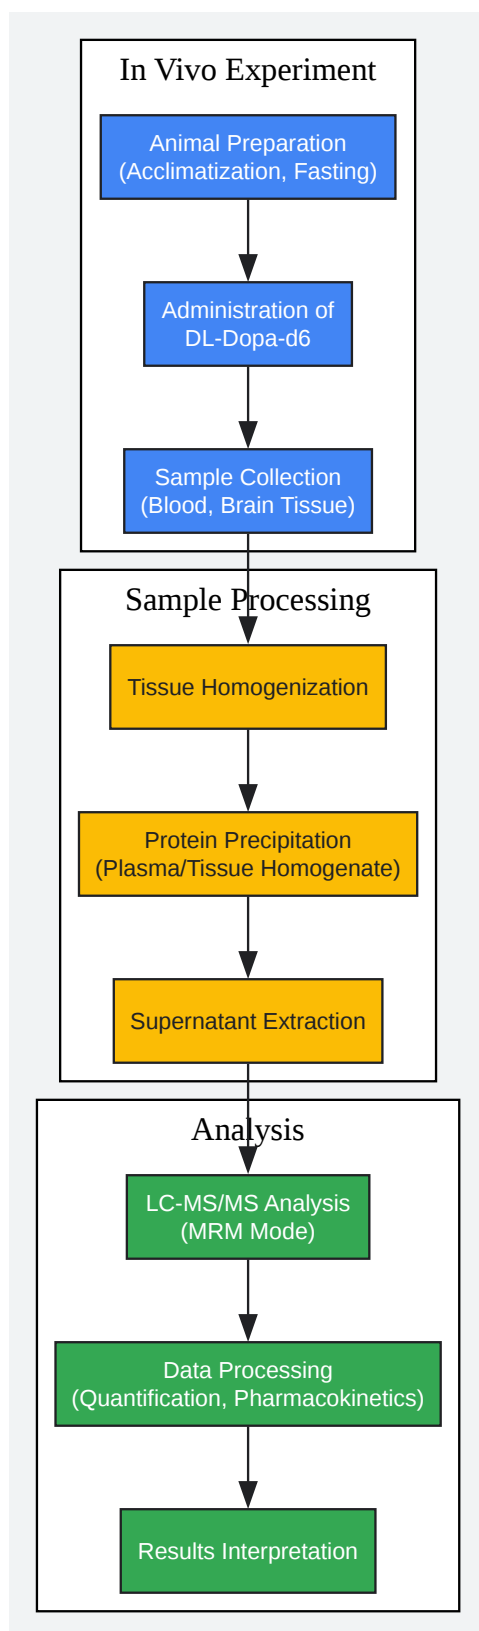 In Vivo Experiment
Animal Preparation
(Acclimatization, Fasting)
Administration of
DL-Dopa-d6
Sample Collection
(Blood, Brain Tissue)
Sample Processing
Tissue Homogenization
Protein Precipitation
(Plasma/Tissue Homogenate)
Supernatant Extraction
Analysis
LC-MS/MS Analysis
(MRM Mode)
Data Processing
(Quantification, Pharmacokinetics)
Results Interpretation